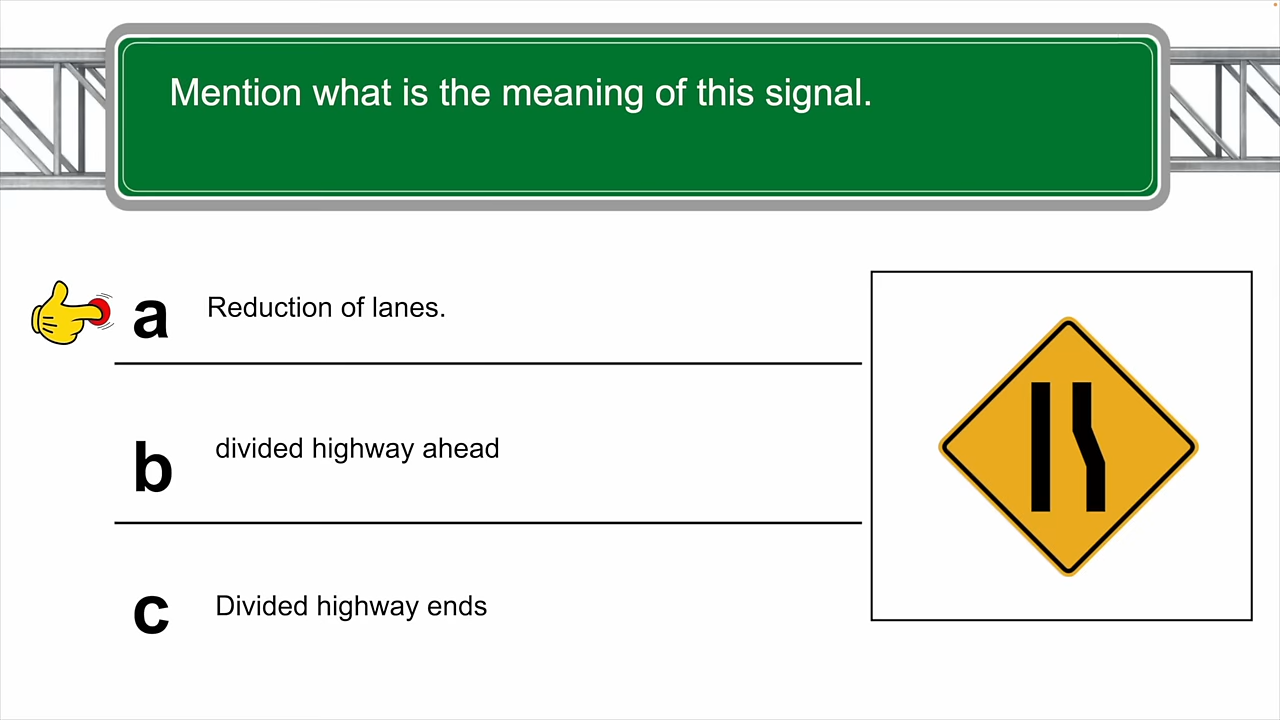 Mention what is the meaning of this signal.
a Reduction of lanes.
b divided highway ahead
c Divided highway ends